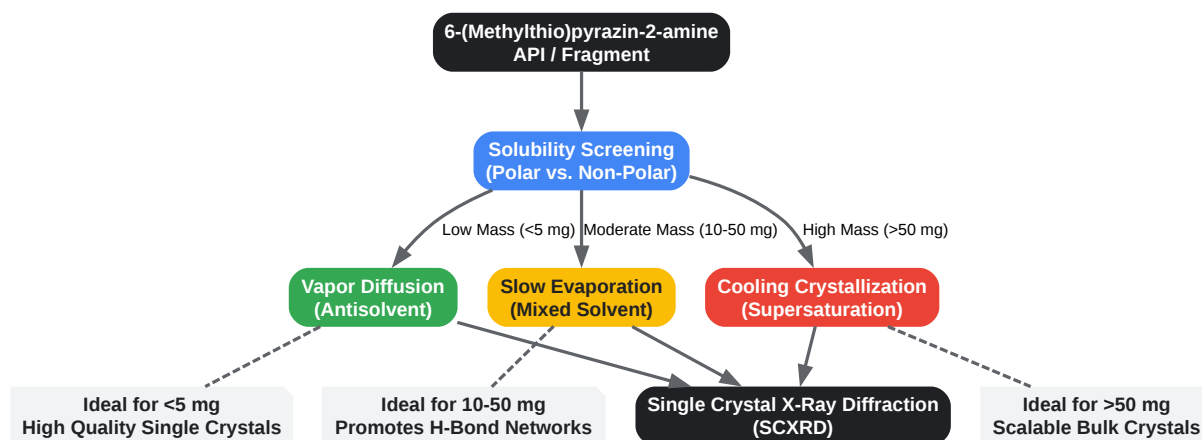 6-(Methylthio)pyrazin-2-amine
API / Fragment
Solubility Screening
(Polar vs. Non-Polar)
Low Mass (<5 mg)
Moderate Mass (10-50 mg)
High Mass (>50 mg)
Vapor Diffusion
(Antisolvent)
Slow Evaporation
(Mixed Solvent)
Cooling Crystallization
(Supersaturation)
Ideal for <5 mg
High Quality Single Crystals
Ideal for 10-50 mg
Promotes H-Bond Networks
Single Crystal X-Ray Diffraction
(SCXRD)
Ideal for >50 mg
Scalable Bulk Crystals